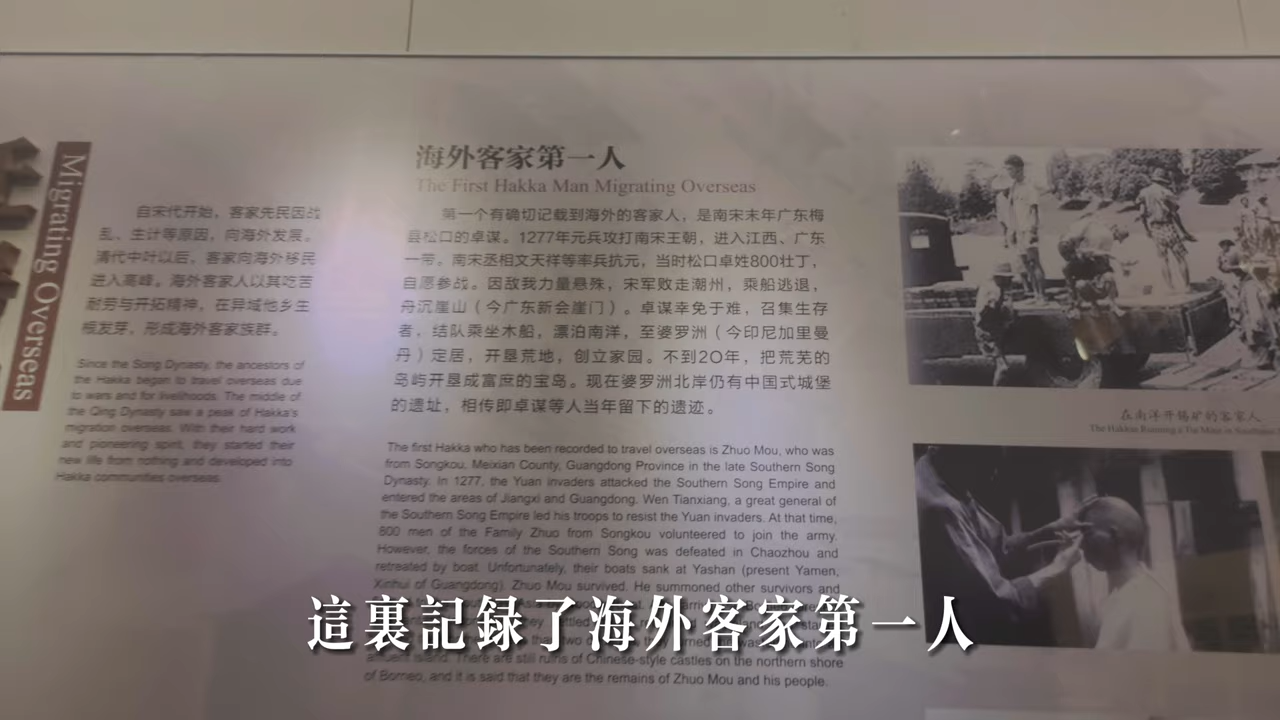 Migrating Overseas
自宋代开始，客家先民因战
乱、生计等原因，向海外发展。
清代中叶以后，客家向海外移民
进入高峰。海外客家人以其吃苦
耐劳与开拓精神，在异域他乡生
根发芽，形成海外客家族群。
Since the Song Dynasty, the ancestors of
the Hakka began to travel overseas due
to wars and for livelihoods. The middle of
the Qing Dynasty saw a peak of Hakka's
migration overseas. With their hard work
and pioneering spirit, they started their
new life from nothing and developed into
Hakka communities overseas.
海外客家第一人
The First Hakka Man Migrating Overseas
第一个有确切记载到海外的客家人，是南宋末年广东梅
县松口的卓谋。1277年元兵攻打南宋王朝，进入江西、广东
一带。南宋丞相文天祥等率兵抗元，当时松口卓姓800壮丁，
自愿参战。因敌我力量悬殊，宋军败走潮州，乘船逃退，
舟沉崖山（今广东新会崖门）。卓谋幸免于难，召集生存
者，结队乘坐木船，漂泊南洋，至婆罗洲（今印尼加里曼
丹）定居，开垦荒地，创立家园。不到20年，把荒芜的
岛屿开垦成富庶的宝岛。现在婆罗洲北岸仍有中国式城堡
的遗址，相传即卓谋等人当年留下的遗迹。
The first Hakka who has been recorded to travel overseas is Zhuo Mou, who was
from Songkou, Meixian County, Guangdong Province in the late Southern Song
Dynasty. In 1277, the Yuan invaders attacked the Southern Song Empire and
entered the areas of Jiangxi and Guangdong. Wen Tianxiang, a great general of
the Southern Song Empire led his troops to resist the Yuan invaders. At that time,
800 men of the Family Zhuo from Songkou volunteered to join the army.
However, the forces of the Southern Song was defeated in Chaozhou and
retreated by boat. Unfortunately, their boats sank at Yashan (present Yamen,
Xinhui of Guangdong). Zhuo Mou survived. He summoned other survivors and
island. There are still ruins of Chinese-style castles on the northern shore
of Borneo, and it is said that they are the remains of Zhuo Mou and his people.
在南洋开锡矿的客家人
The Hakkas Running a Tin Mine in
這裏記録了海外客家第一人